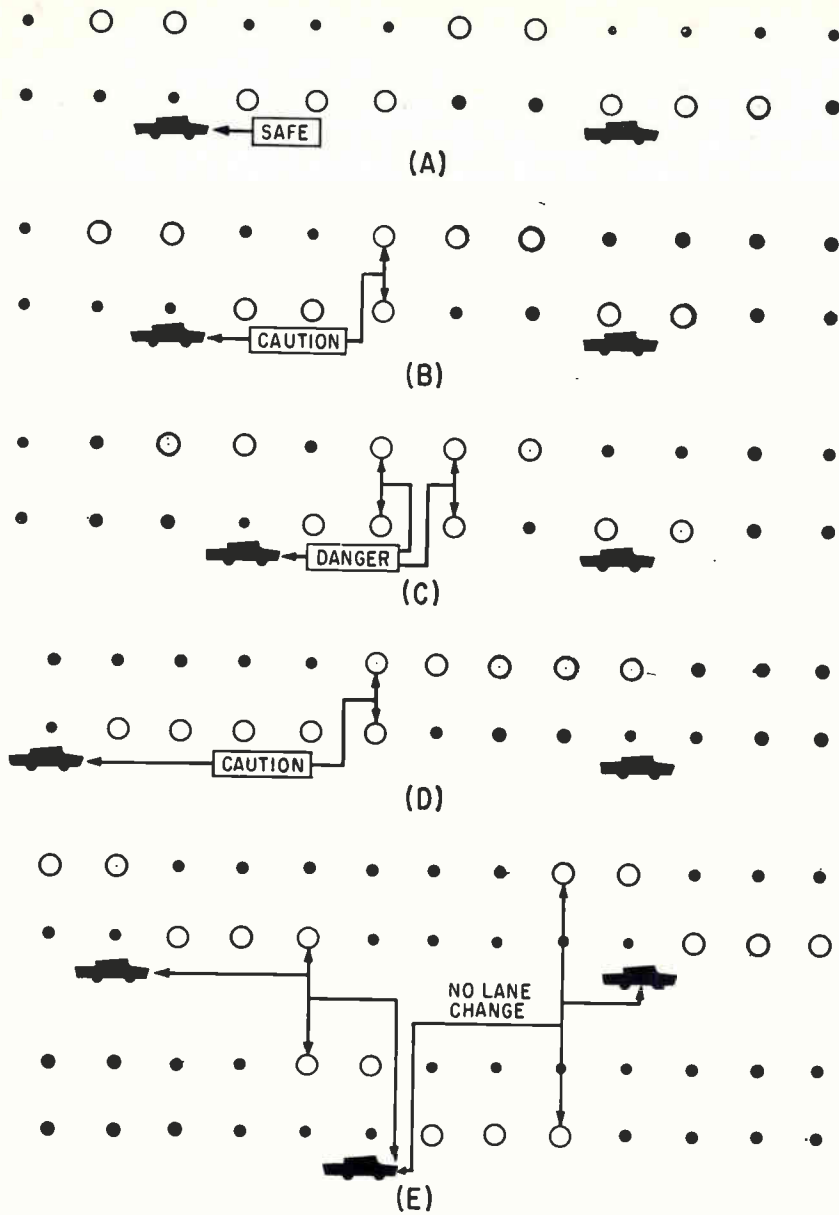 SAFE
(A)
CAUTION
(B)
DANGER
(C)
CAUTION
(D)
NO LANE
CHANGE
(E)